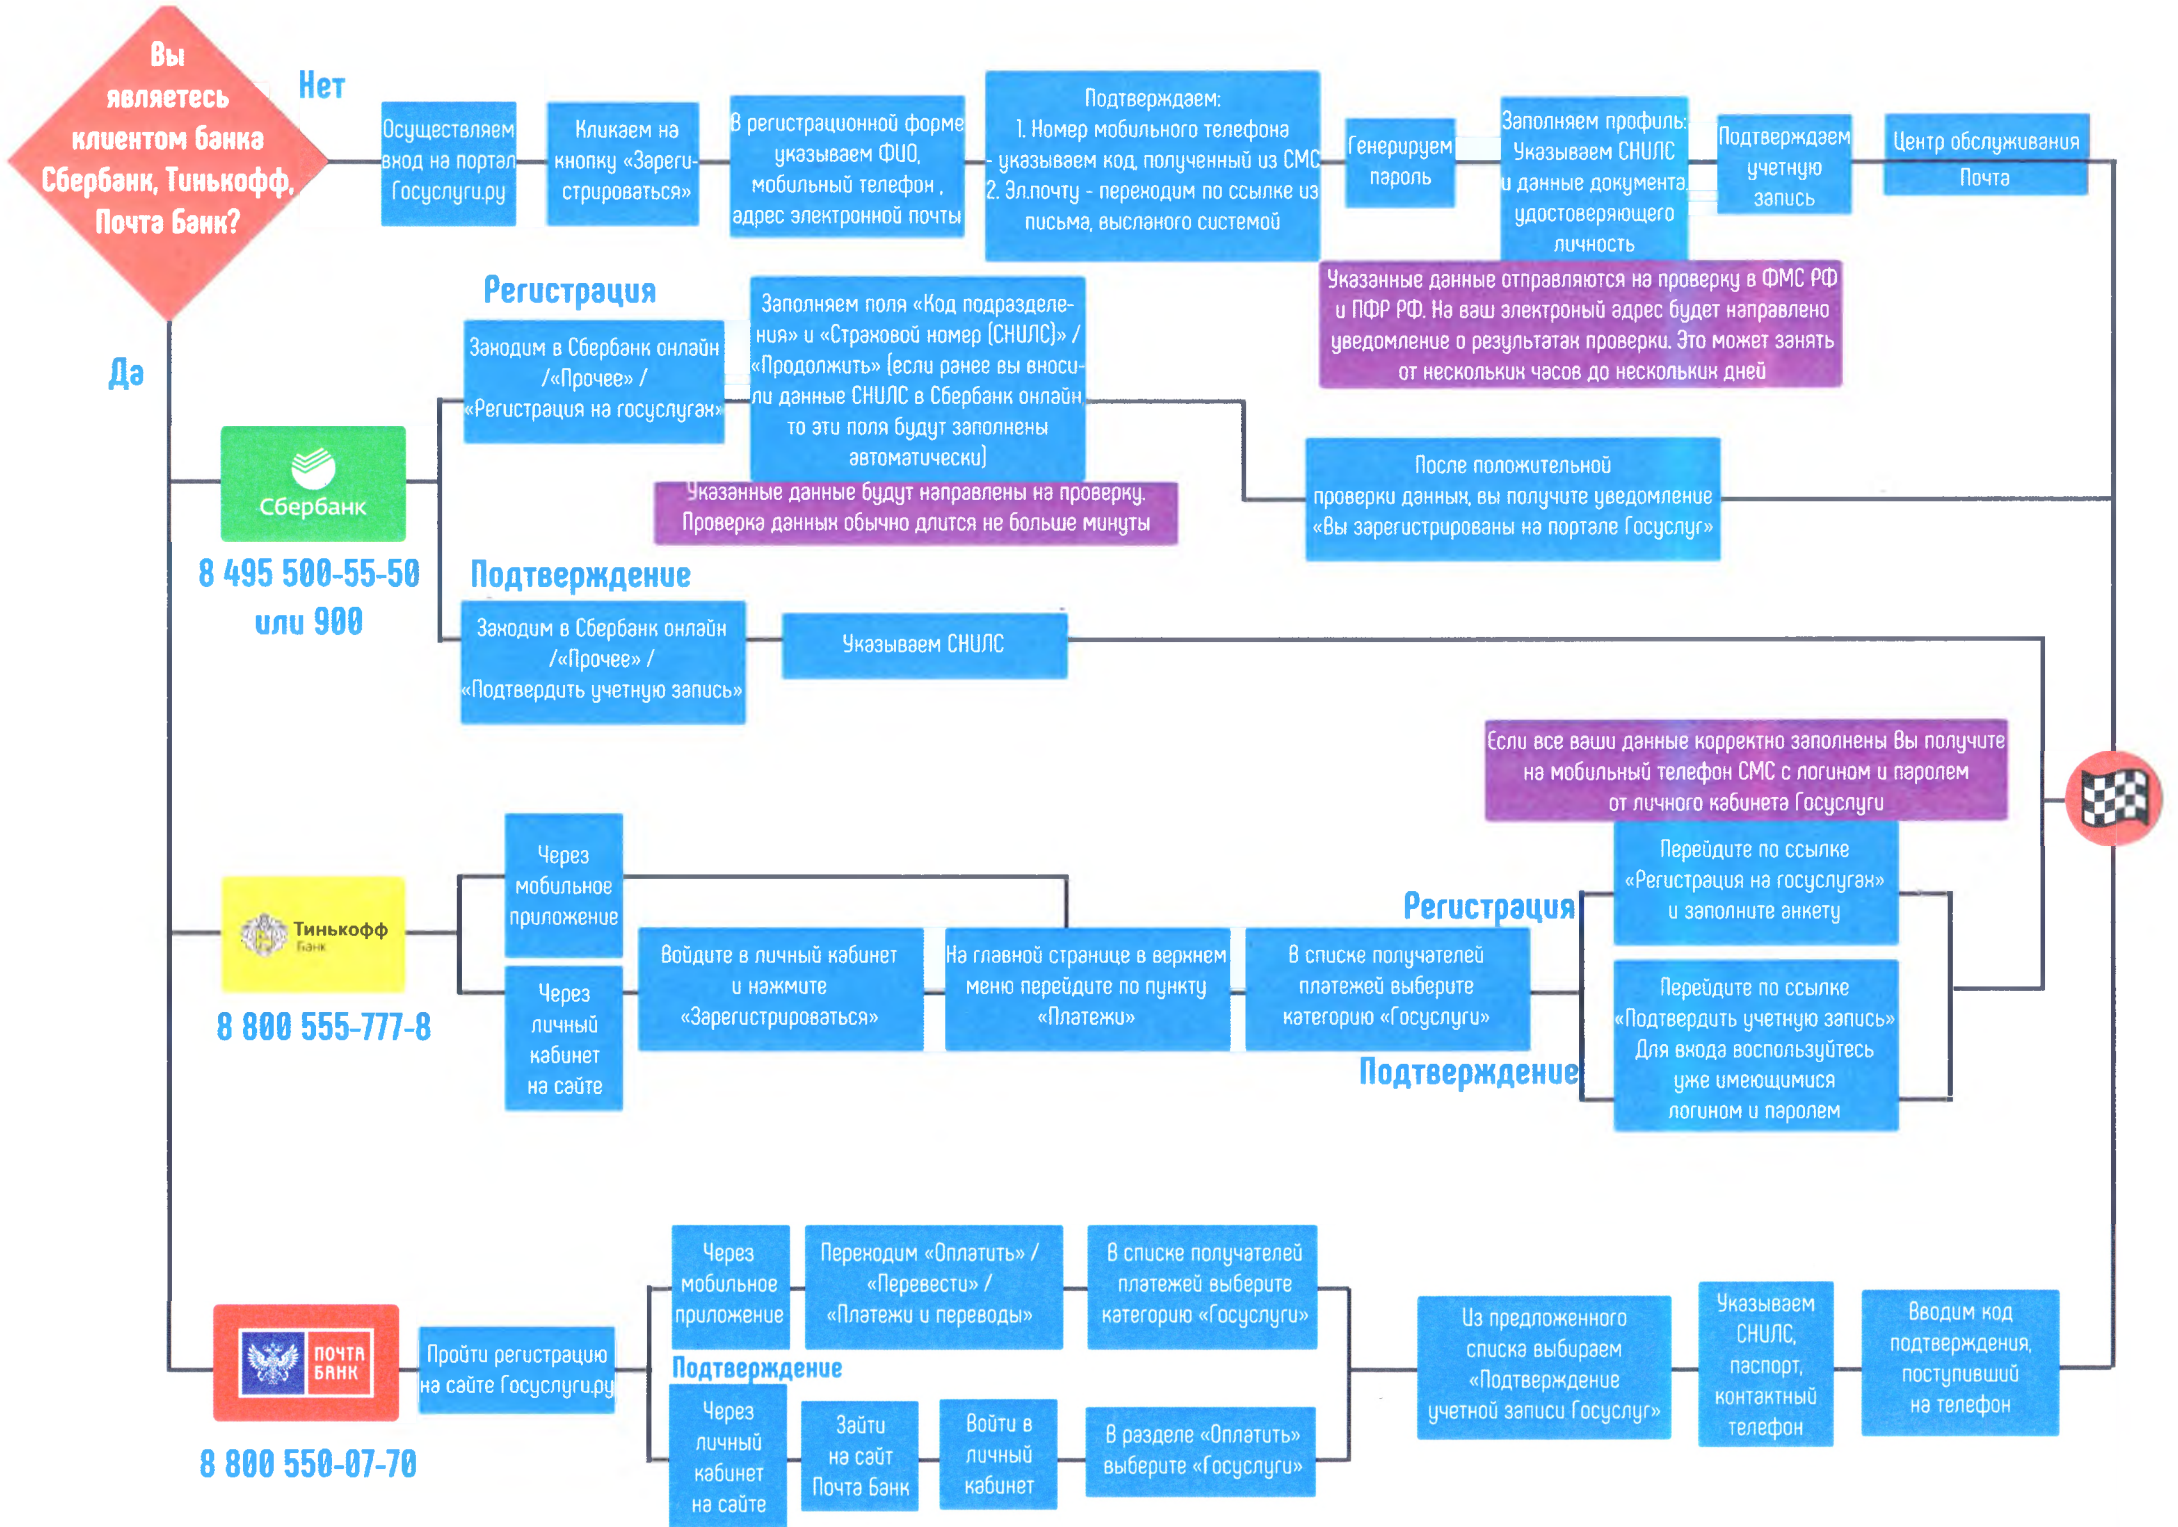 Вы
являетесь
клиентом банка
Сбербанк, Тинькофф,
Почта Банк?
Нет
Осуществляем
вход на портал
Госуслуги.ру
Кликаем на
кнопку «Зареги-
стрироваться»
В регистрационной форме
указываем ФИО,
мобильный телефон ,
адрес электронной почты
Подтверждаем:
1. Номер мобильного телефона
- указываем код, полученный из СМС
2. Эл.почту - переходим по ссылке из
письма, высланого системой
Генерируем
пароль
Заполняем профиль:
Указываем СНИЛС
и данные документа,
удостоверяющего
личность
Подтверждаем
учетную
запись
Центр обслуживания
Почта
Указанные данные отправляются на проверку в ФМС РФ
и ПФР РФ. На ваш электроный адрес будет направлено
уведомление о результатах проверки. Это может занять
от нескольких часов до нескольких дней
Да
Сбербанк
8 495 500-55-50
или 900
Регистрация
Заходим в Сбербанк онлайн
/«Прочее» /
«Регистрация на госуслугах»
Заполняем поля «Код подразделе-
ния» и «Страховой номер (СНИЛС)» /
«Продолжить» (если ранее вы вноси-
ли данные СНИЛС в Сбербанк онлайн,
то эти поля будут заполнены
автоматически)
Указанные данные будут направлены на проверку.
Проверка данных обычно длится не больше минуты
После положительной
проверки данных, вы получите уведомление
«Вы зарегистрированы на портале Госуслуг»
Подтверждение
Заходим в Сбербанк онлайн
/«Прочее» /
«Подтвердить учетную запись»
Указываем СНИЛС
Тинькофф
Банк
8 800 555-777-8
Через
мобильное
приложение
Через
личный
кабинет
на сайте
Войдите в личный кабинет
и нажмите
«Зарегистрироваться»
На главной странице в верхнем
меню перейдите по пункту
«Платежи»
В списке получателей
платежей выберите
категорию «Госуслуги»
Если все ваши данные корректно заполнены Вы получите
на мобильный телефон СМС с логином и паролем
от личного кабинета Госуслуги
Регистрация
Перейдите по ссылке
«Регистрация на госуслугах»
и заполните анкету
Подтверждение
Перейдите по ссылке
«Подтвердить учетную запись»
Для входа воспользуйтесь
уже имеющимися
логином и паролем
ПОЧТА
БАНК
8 800 550-07-70
Пройти регистрацию
на сайте Госуслуги.ру
Через
мобильное
приложение
Переходим «Оплатить» /
«Перевести» /
«Платежи и переводы»
В списке получателей
платежей выберите
категорию «Госуслуги»
Подтверждение
Через
личный
кабинет
на сайте
Зайти
на сайт
Почта Банк
Войти в
личный
кабинет
В разделе «Оплатить»
выберите «Госуслуги»
Из предложенного
списка выбираем
«Подтверждение
учетной записи Госуслуг»
Указываем
СНИЛС,
паспорт,
контактный
телефон
Вводим код
подтверждения,
поступивший
на телефон